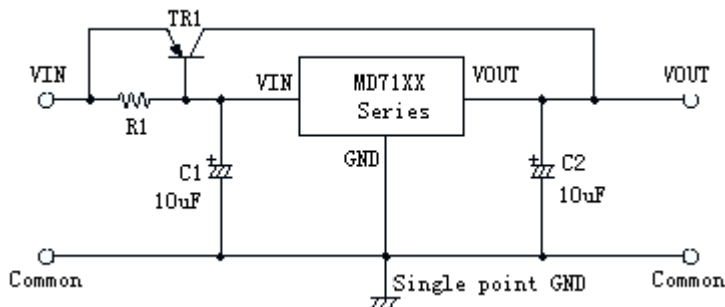 TR1
VIN
R1
VIN
MD71XX
Series
VOUT
VOUT
GND
C1
10uF
C2
10uF
Common
Single point GND
Common